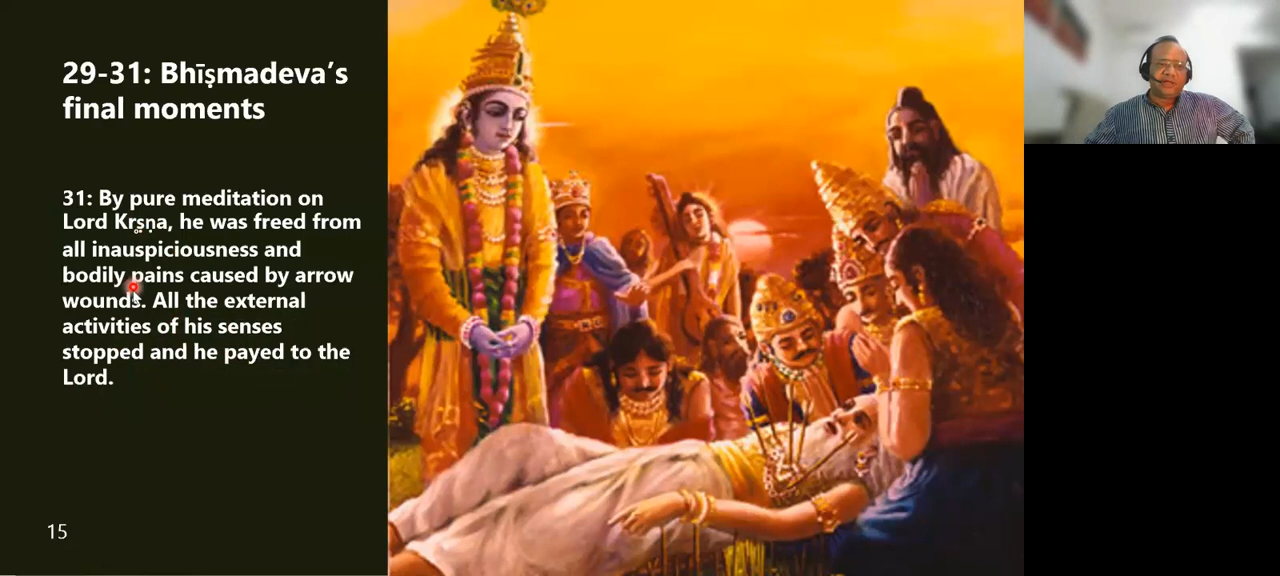 29-31: Bhīṣmadeva's
final moments
31: By pure meditation on
Lord Kṛṣṇa, he was freed from
all inauspiciousness and
bodily pains caused by arrow
wounds. All the external
activities of his senses
stopped and he payed to the
Lord.
15